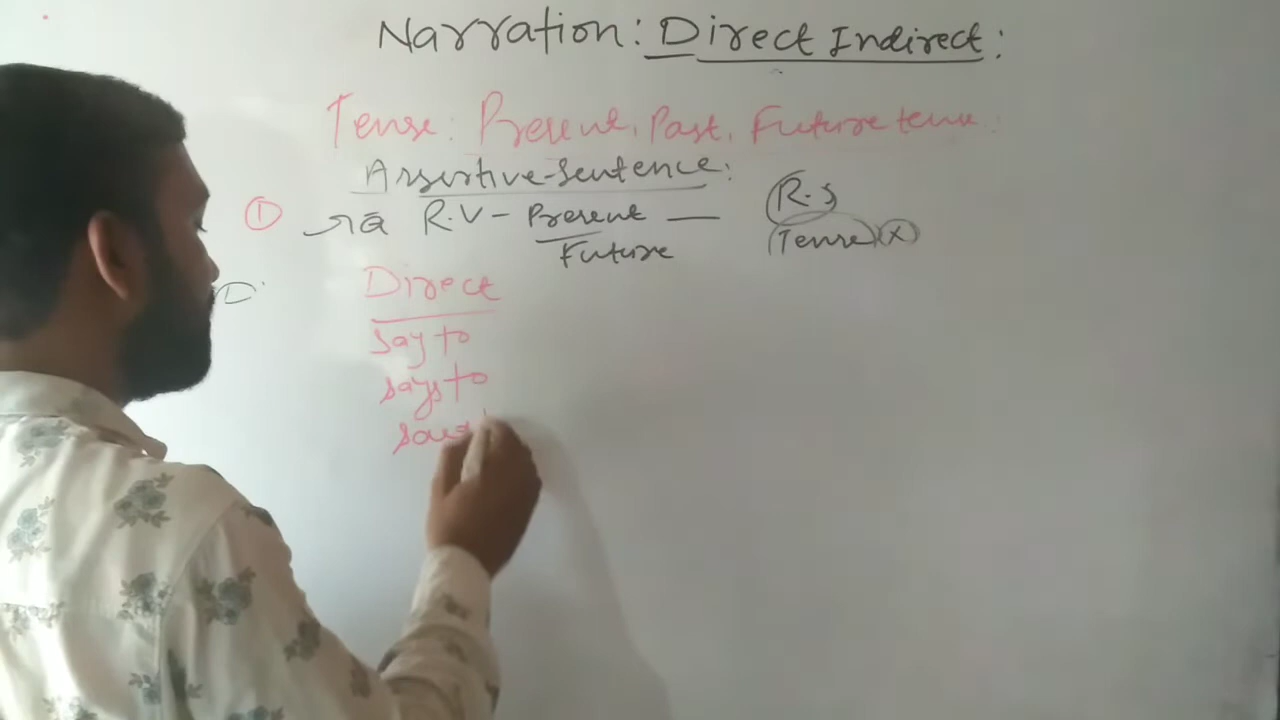 Narration: Direct Indirect:
Tense: Present, Past, Future tense:
Assertive-Sentence:
① R.V - Present — R.S
Future Tense (x)
Direct
Say to
says to